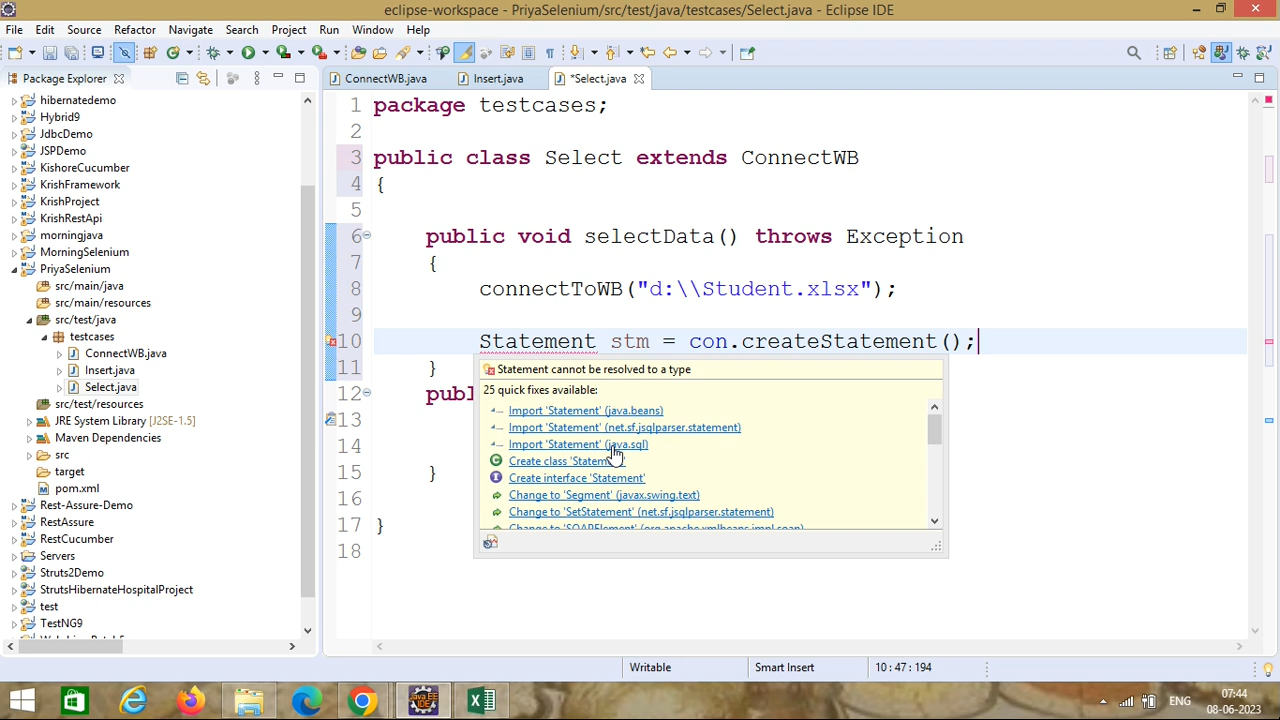 eclipse-workspace - PriyaSelenium/src/test/java/testcases/Select.java - Eclipse IDE
File Edit Source Refactor Navigate Search Project Run Window Help
Package Explorer
hibernatedemo
Hybrid9
JdbcDemo
JSPDemo
KishoreCucumber
KrishFramework
KrishProject
KrishRestApi
morningjava
MorningSelenium
PriyaSelenium
src/main/java
src/main/resources
src/test/java
testcases
ConnectWB.java
Insert.java
Select.java
src/test/resources
JRE System Library [J2SE-1.5]
Maven Dependencies
src
target
pom.xml
Rest-Assure-Demo
RestAssure
RestCucumber
Servers
Struts2Demo
StrutsHibernateHospitalProject
test
TestNG9
ConnectWB.java Insert.java *Select.java
1 package testcases;
2
3 public class Select extends ConnectWB
4 {
5
6 public void selectData() throws Exception
7 {
8 connectToWB("d:\\Student.xlsx");
9
10 Statement stm = con.createStatement();
11 }
12 publ
13
14
15 }
16
17 }
18
Statement cannot be resolved to a type
25 quick fixes available:
Import 'Statement' (java.beans)
Import 'Statement' (net.sf.jsqlparser.statement)
Import 'Statement' (java.sql)
Create class 'Statement'
Create interface 'Statement'
Change to 'Segment' (javax.swing.text)
Change to 'SetStatement' (net.sf.jsqlparser.statement)
Change to 'SOAPElement' (org.apache.xmlbeans.impl.soap)
Writable Smart Insert 10 : 47 : 194
ENG 07:44
08-06-2023